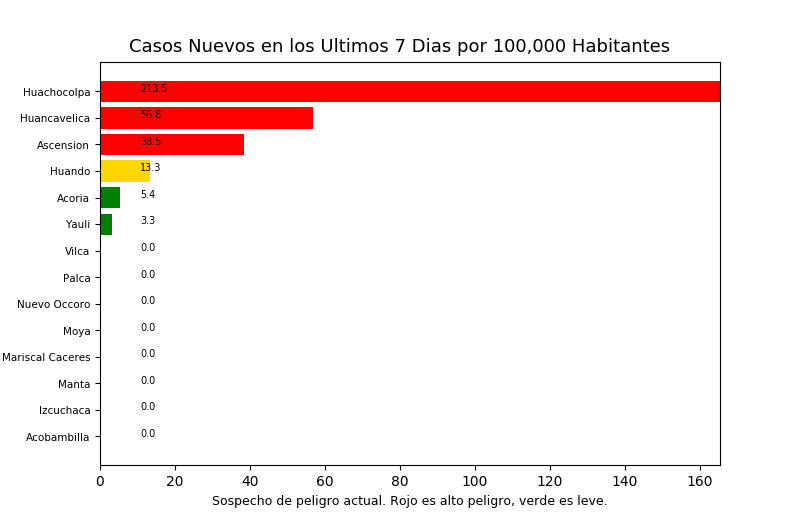 Casos Nuevos en los Ultimos 7 Dias por 100,000 Habitantes
Huachocolpa 213.5
Huancavelica 56.8
Ascension 38.5
Huando 13.3
Acoria 5.4
Yauli 3.3
Vilca 0.0
Palca 0.0
Nuevo Occoro 0.0
Moya 0.0
Mariscal Caceres 0.0
Manta 0.0
Izcuchaca 0.0
Acobambilla 0.0
0 20 40 60 80 100 120 140 160
Sospecho de peligro actual. Rojo es alto peligro, verde es leve.